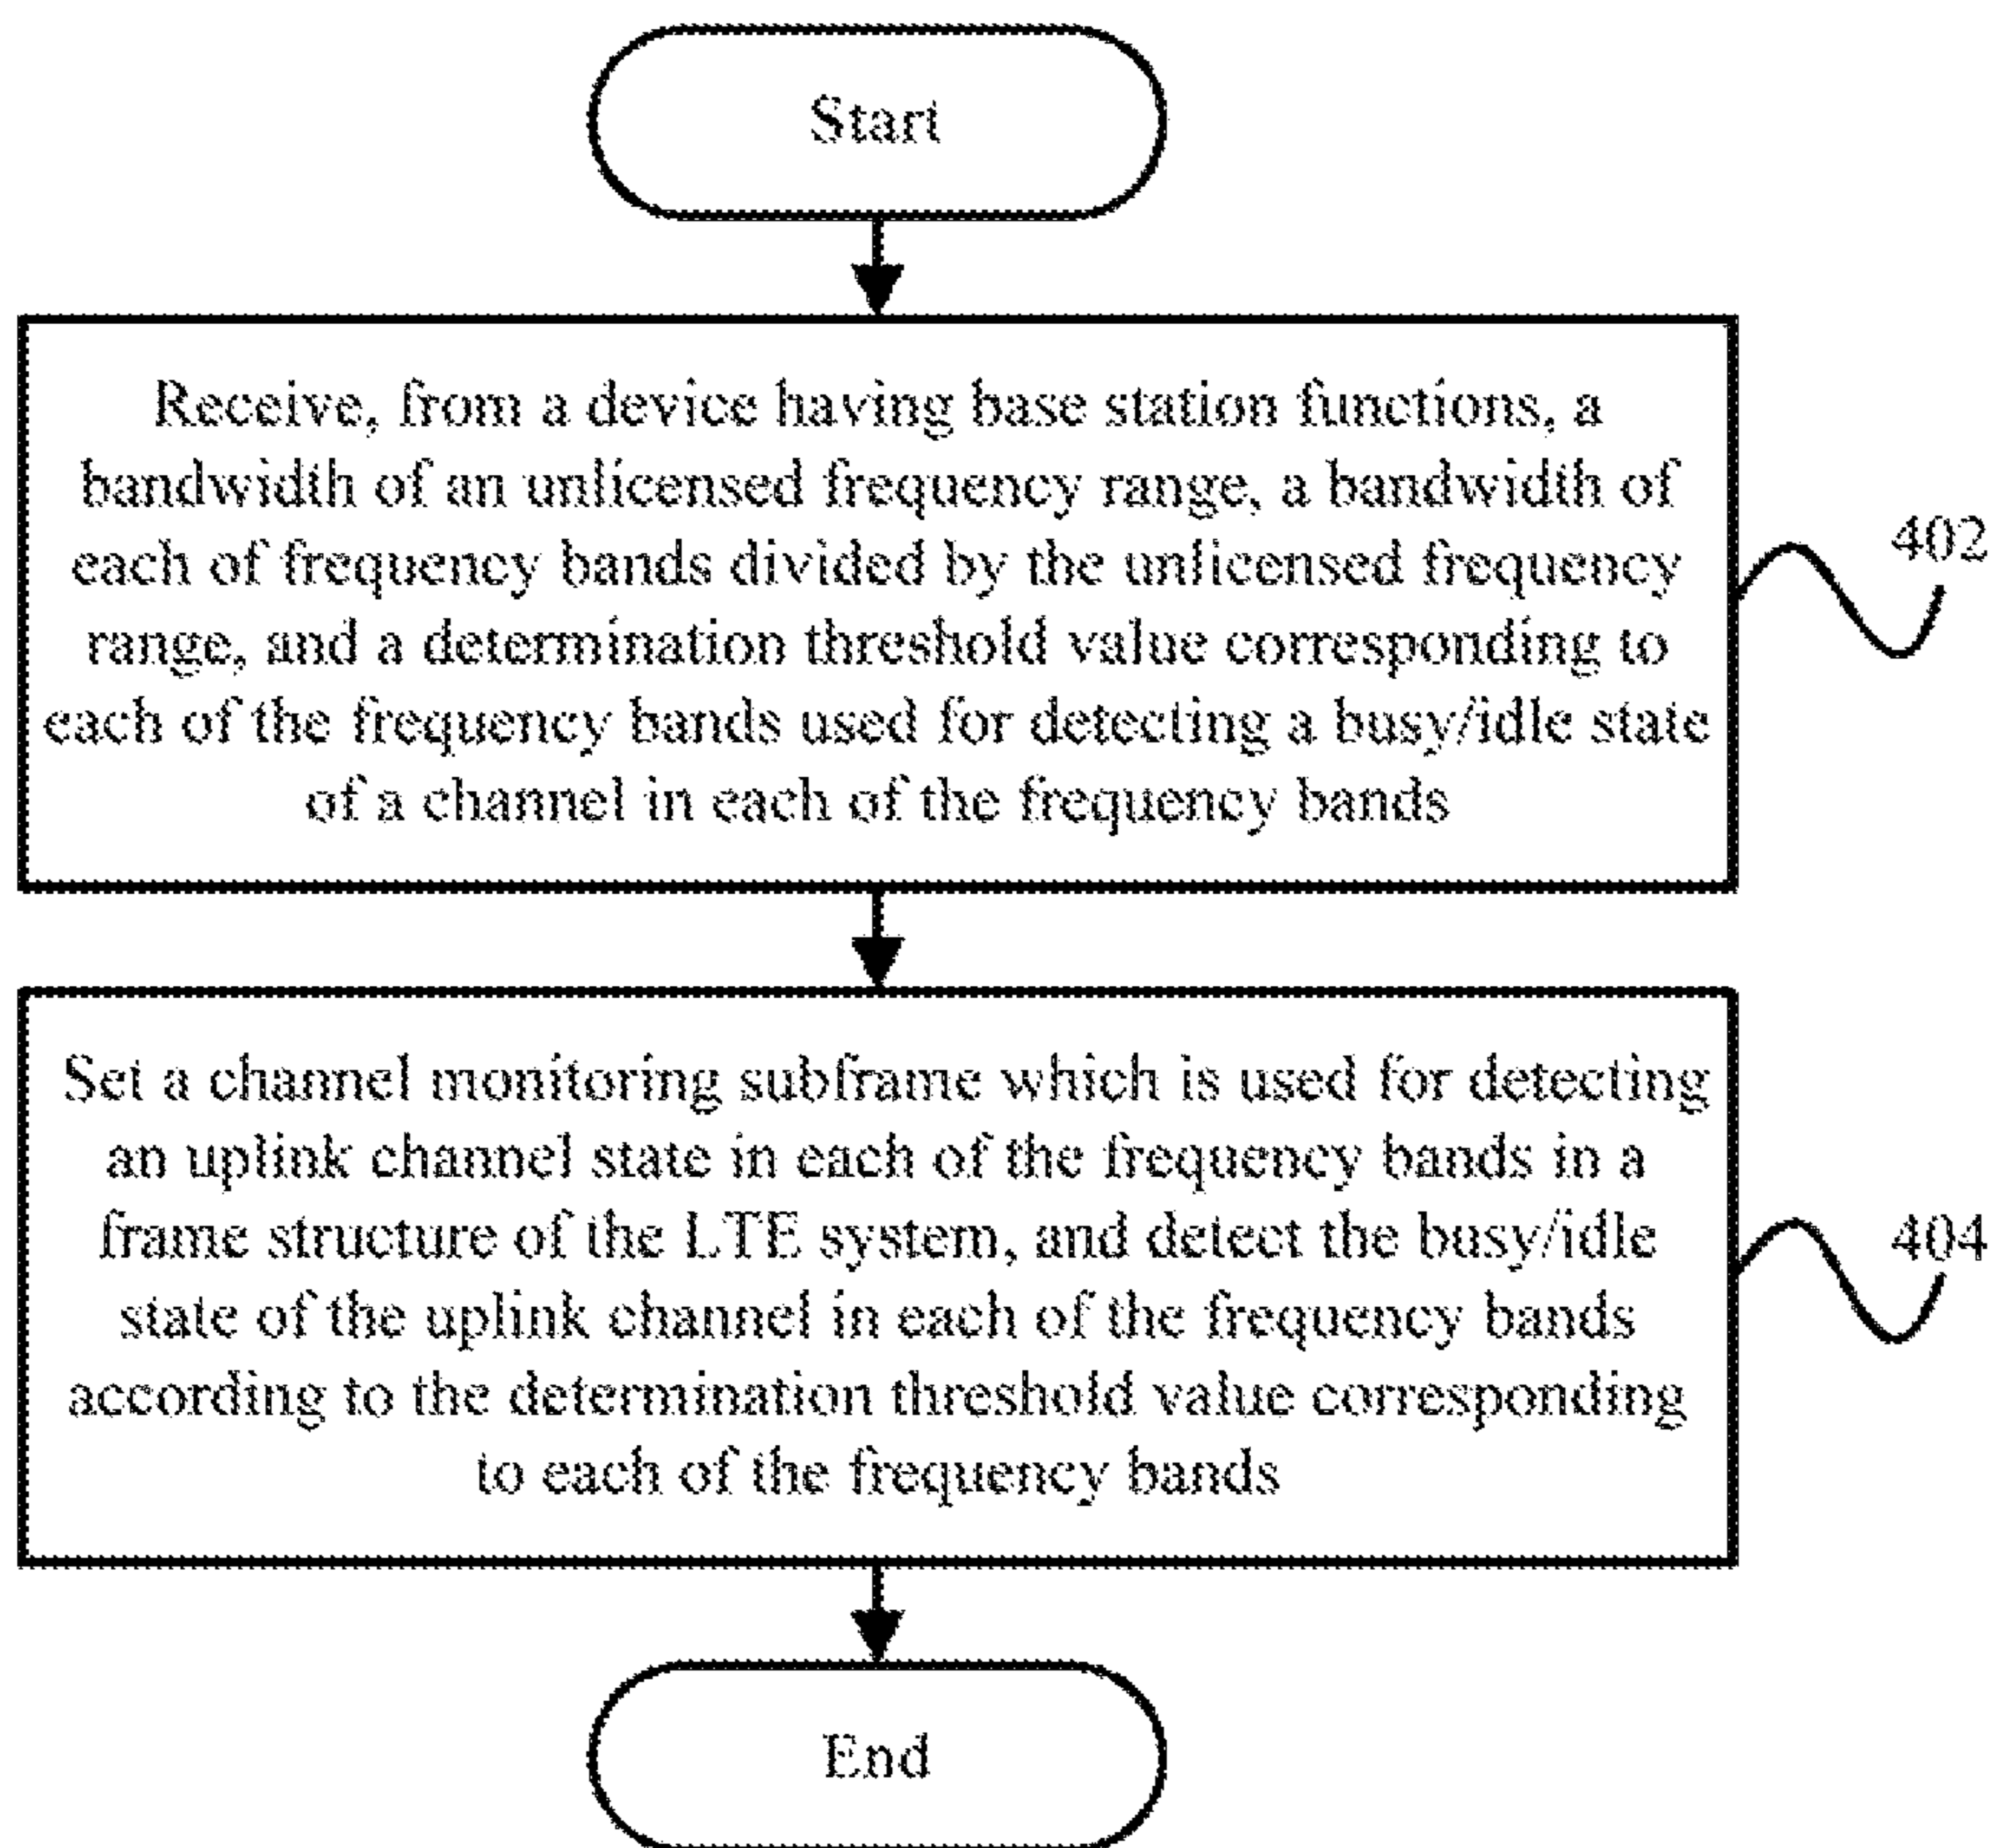 Start
Receive, from a device having base station functions, a
bandwidth of an unlicensed frequency range, a bandwidth of
each of frequency bands divided by the unlicensed frequency
range, and a determination threshold value corresponding to
each of the frequency bands used for detecting a busy/idle state
of a channel in each of the frequency bands
402
Set a channel monitoring subframe which is used for detecting
an uplink channel state in each of the frequency bands in a
frame structure of the LTE system, and detect the busy/idle
state of the uplink channel in each of the frequency bands
according to the determination threshold value corresponding
to each of the frequency bands
404
End